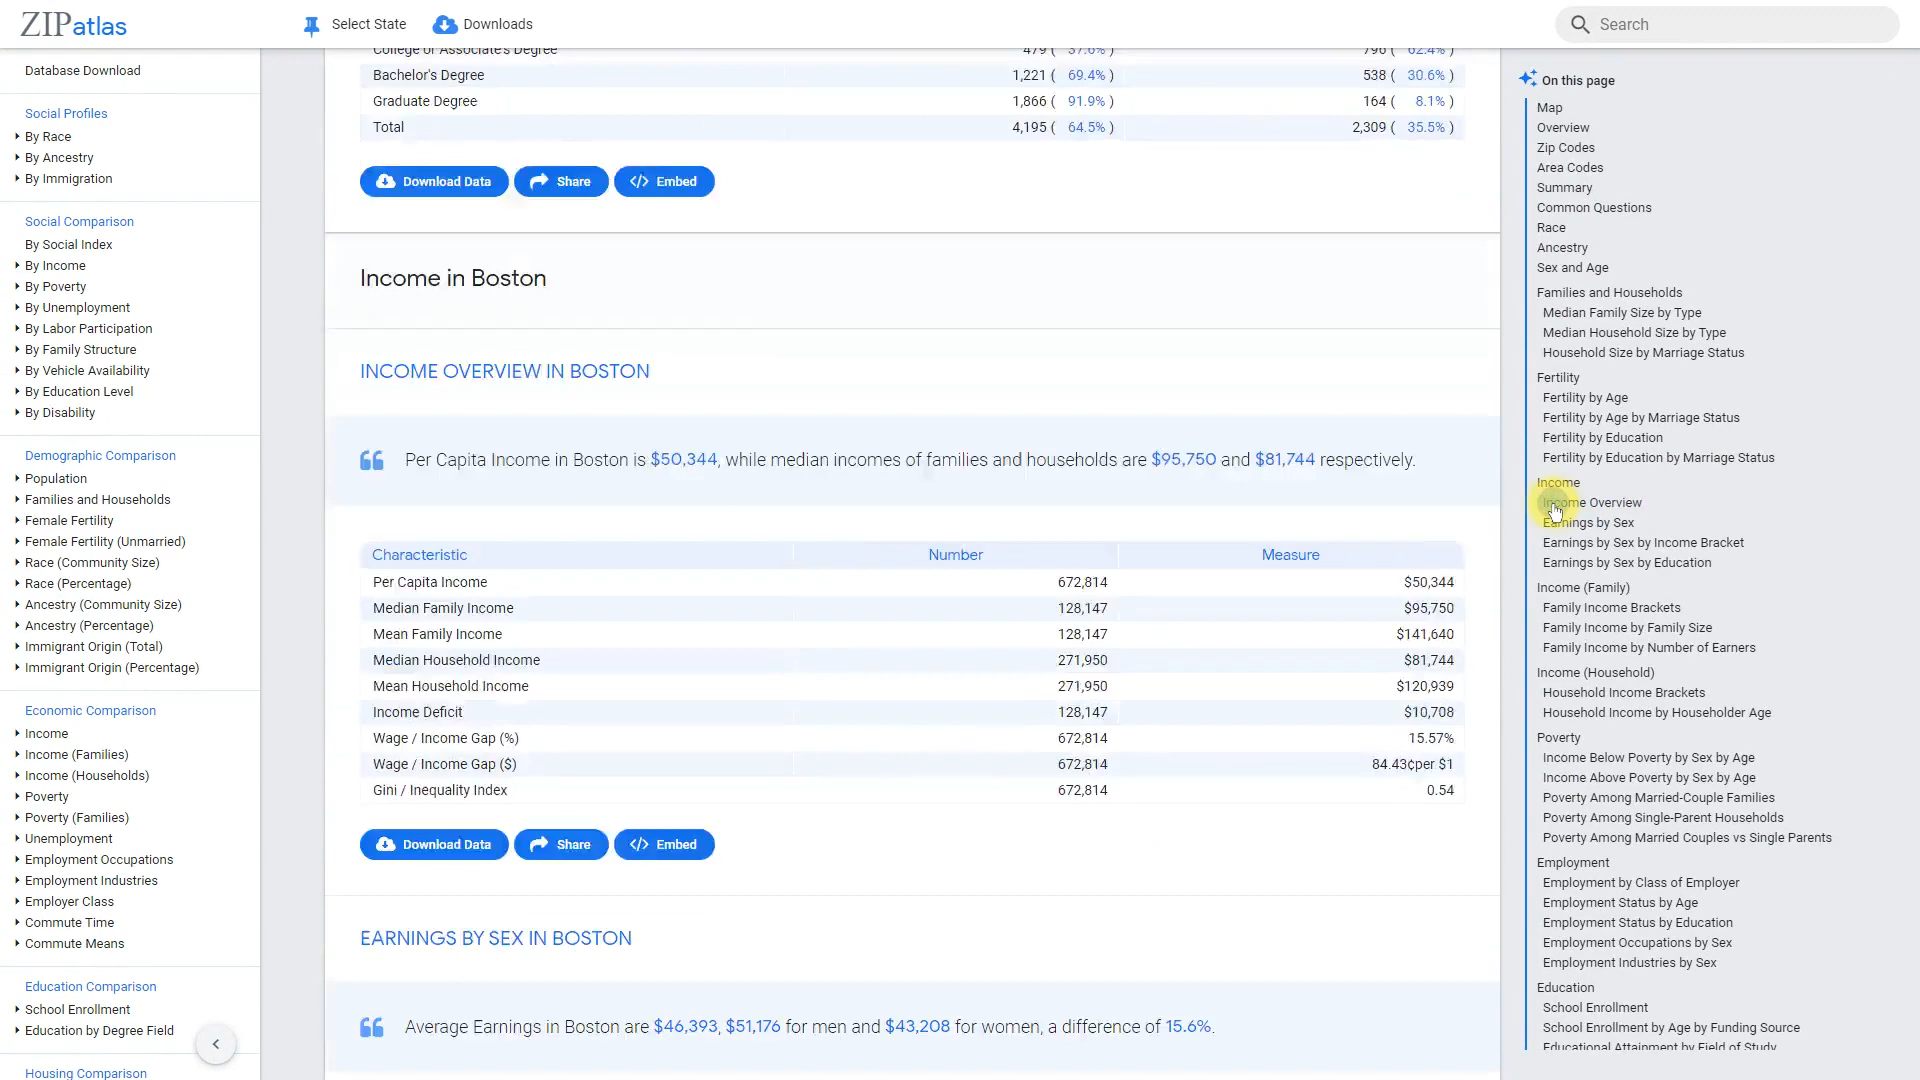 ZIPatlas
Select State
Downloads
Search
Database Download
Social Profiles
By Race
By Ancestry
By Immigration
Social Comparison
By Social Index
By Income
By Poverty
By Unemployment
By Labor Participation
By Family Structure
By Vehicle Availability
By Education Level
By Disability
Demographic Comparison
Population
Families and Households
Female Fertility
Female Fertility (Unmarried)
Race (Community Size)
Race (Percentage)
Ancestry (Community Size)
Ancestry (Percentage)
Immigrant Origin (Total)
Immigrant Origin (Percentage)
Economic Comparison
Income
Income (Families)
Income (Households)
Poverty
Poverty (Families)
Unemployment
Employment Occupations
Employment Industries
Employer Class
Commute Time
Commute Means
Education Comparison
School Enrollment
Education by Degree Field
Housing Comparison
College or Associate's Degree 479 ( 37.6% ) 796 ( 62.4% )
Bachelor's Degree 1,221 ( 69.4% ) 538 ( 30.6% )
Graduate Degree 1,866 ( 91.9% ) 164 ( 8.1% )
Total 4,195 ( 64.5% ) 2,309 ( 35.5% )
Download Data Share Embed
Income in Boston
INCOME OVERVIEW IN BOSTON
Per Capita Income in Boston is $50,344, while median incomes of families and households are $95,750 and $81,744 respectively.
Characteristic Number Measure
Per Capita Income 672,814 $50,344
Median Family Income 128,147 $95,750
Mean Family Income 128,147 $141,640
Median Household Income 271,950 $81,744
Mean Household Income 271,950 $120,939
Income Deficit 128,147 $10,708
Wage / Income Gap (%) 672,814 15.57%
Wage / Income Gap ($) 672,814 84.43¢per $1
Gini / Inequality Index 672,814 0.54
Download Data Share Embed
EARNINGS BY SEX IN BOSTON
Average Earnings in Boston are $46,393, $51,176 for men and $43,208 for women, a difference of 15.6%.
On this page
Map
Overview
Zip Codes
Area Codes
Summary
Common Questions
Race
Ancestry
Sex and Age
Families and Households
Median Family Size by Type
Median Household Size by Type
Household Size by Marriage Status
Fertility
Fertility by Age
Fertility by Age by Marriage Status
Fertility by Education
Fertility by Education by Marriage Status
Income
Income Overview
Earnings by Sex
Earnings by Sex by Income Bracket
Earnings by Sex by Education
Income (Family)
Family Income Brackets
Family Income by Family Size
Family Income by Number of Earners
Income (Household)
Household Income Brackets
Household Income by Householder Age
Poverty
Income Below Poverty by Sex by Age
Income Above Poverty by Sex by Age
Poverty Among Married-Couple Families
Poverty Among Single-Parent Households
Poverty Among Married Couples vs Single Parents
Employment
Employment by Class of Employer
Employment Status by Age
Employment Status by Education
Employment Occupations by Sex
Employment Industries by Sex
Education
School Enrollment
School Enrollment by Age by Funding Source
Educational Attainment by Field of Study